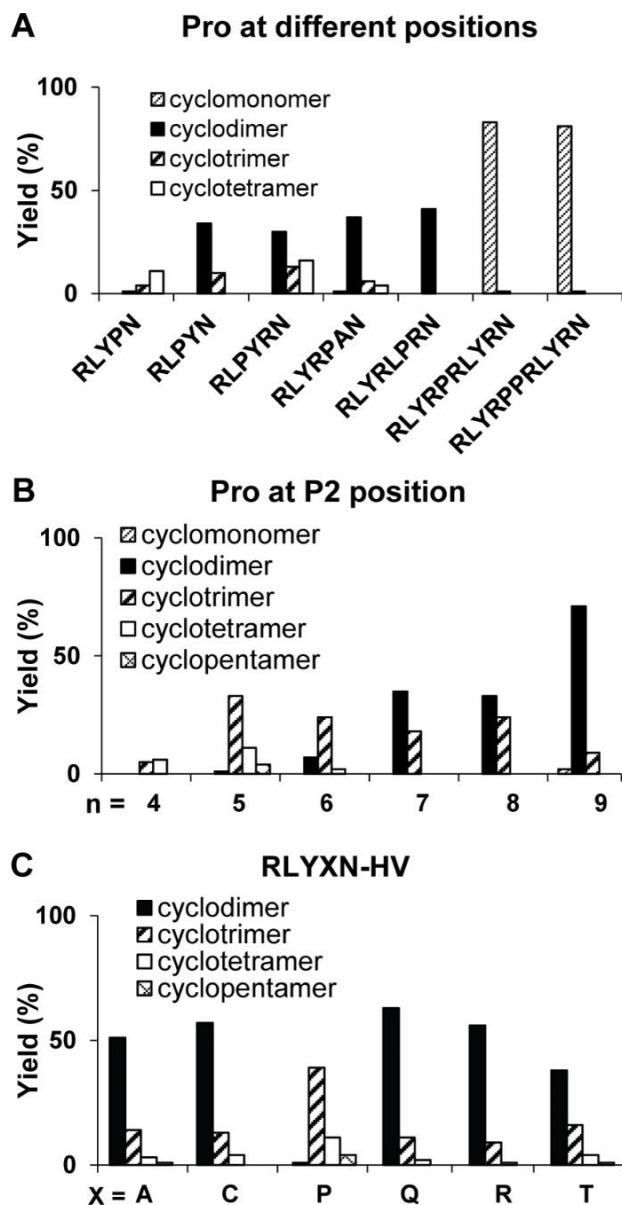 A Pro at different positions
100
50
0
Yield (%)
cyclomonomer
cyclodimer
cyclotrimer
cyclotetramer
RLYPN
RLPYN
RLPYRN
RLYRPAN
RLYRLPRN
RLYRPRLYRN
RLYRPPRLYRN
B Pro at P2 position
100
50
0
Yield (%)
cyclomonomer
cyclodimer
cyclotrimer
cyclotetramer
cyclopentamer
n = 4 5 6 7 8 9
C RLYXN-HV
100
50
0
Yield (%)
cyclodimer
cyclotrimer
cyclotetramer
cyclopentamer
X = A C P Q R T